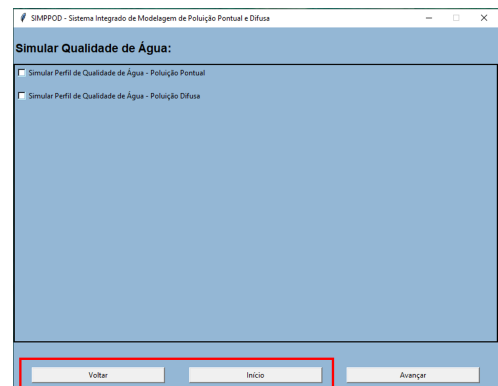 SIMPPOD - Sistema Integrado de Modelagem de Poluição Pontual e Difusa
Simular Qualidade de Água:
Simular Perfil de Qualidade de Água - Poluição Pontual
Simular Perfil de Qualidade de Água - Poluição Difusa
Voltar Início Avançar